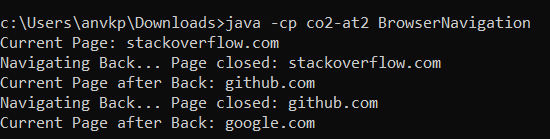 c:\Users\anvkp\Downloads>java -cp co2-at2 BrowserNavigation
Current Page: stackoverflow.com
Navigating Back... Page closed: stackoverflow.com
Current Page after Back: github.com
Navigating Back... Page closed: github.com
Current Page after Back: google.com